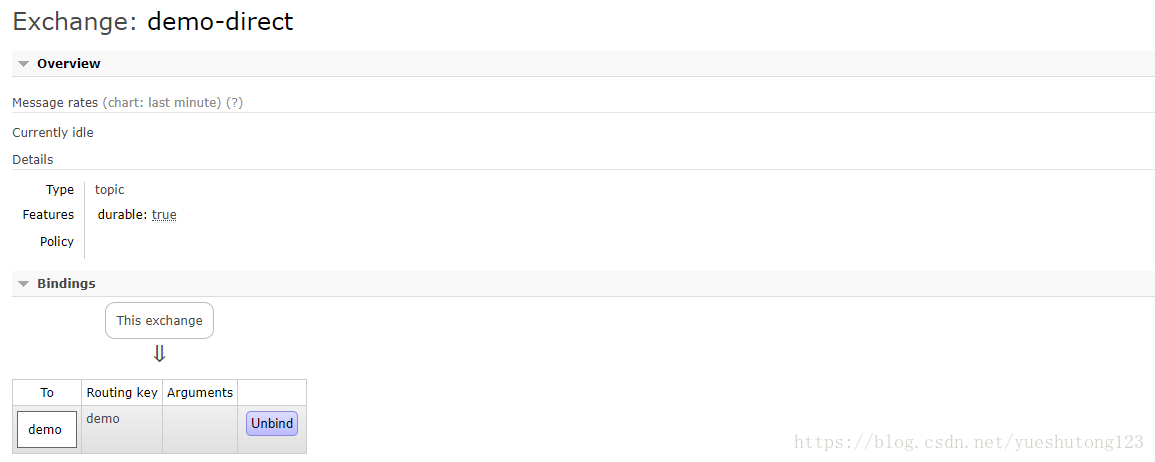 Exchange: demo-direct
Overview
Message rates (chart: last minute) (?)
Currently idle
Details
Type topic
Features durable: true
Policy
Bindings
This exchange
⇓
To Routing key Arguments
demo demo Unbind
https://blog.csdn.net/yueshutong123